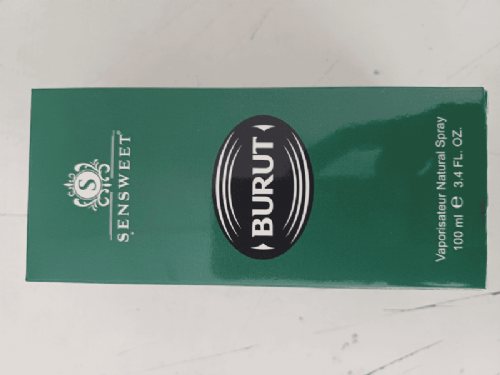 S
SENSWEET
BURUT
Vaporisateur Natural Spray
100 ml e 3.4 FL. OZ.